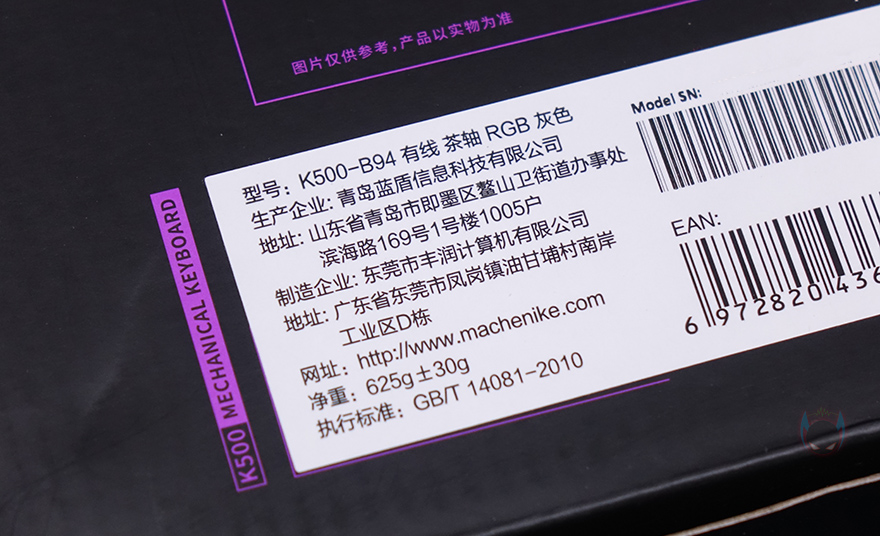 图片仅供参考,产品以实物为准
型号: K500-B94 有线 茶轴 RGB 灰色
生产企业: 青岛蓝盾信息科技有限公司
地址: 山东省青岛市即墨区鳌山卫街道办事处
滨海路169号1号楼1005户
制造企业: 东莞市丰润计算机有限公司
地址: 广东省东莞市凤岗镇油甘埔村南岸
工业区D栋
网址: http://www.machenike.com
净重: 625g±30g
执行标准: GB/T 14081-2010
Model SN:
EAN:
6 972820 436
K500 MECHANICAL KEYBOARD